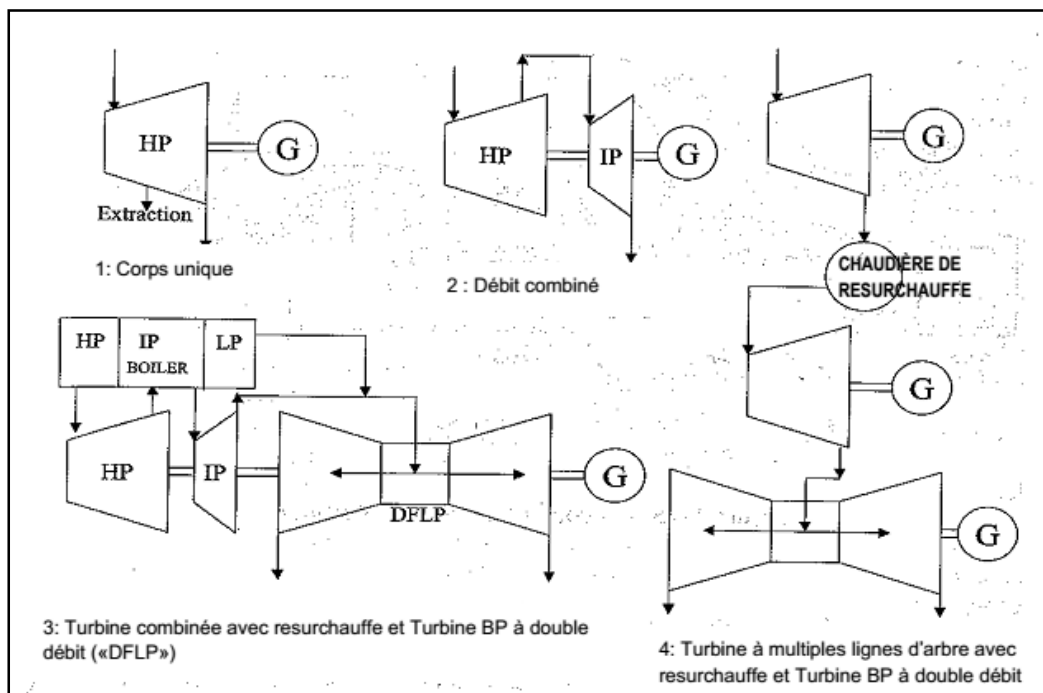 HP
G
Extraction
1: Corps unique
HP
IP
G
2 : Débit combiné
G
CHAUDIÈRE DE
RESURCHAUFFE
G
G
4: Turbine à multiples lignes d'arbre avec
resurchauffe et Turbine BP à double débit
HP
IP
LP
BOILER
HP
IP
DFLP
G
3: Turbine combinée avec resurchauffe et Turbine BP à double
débit («DFLP»)